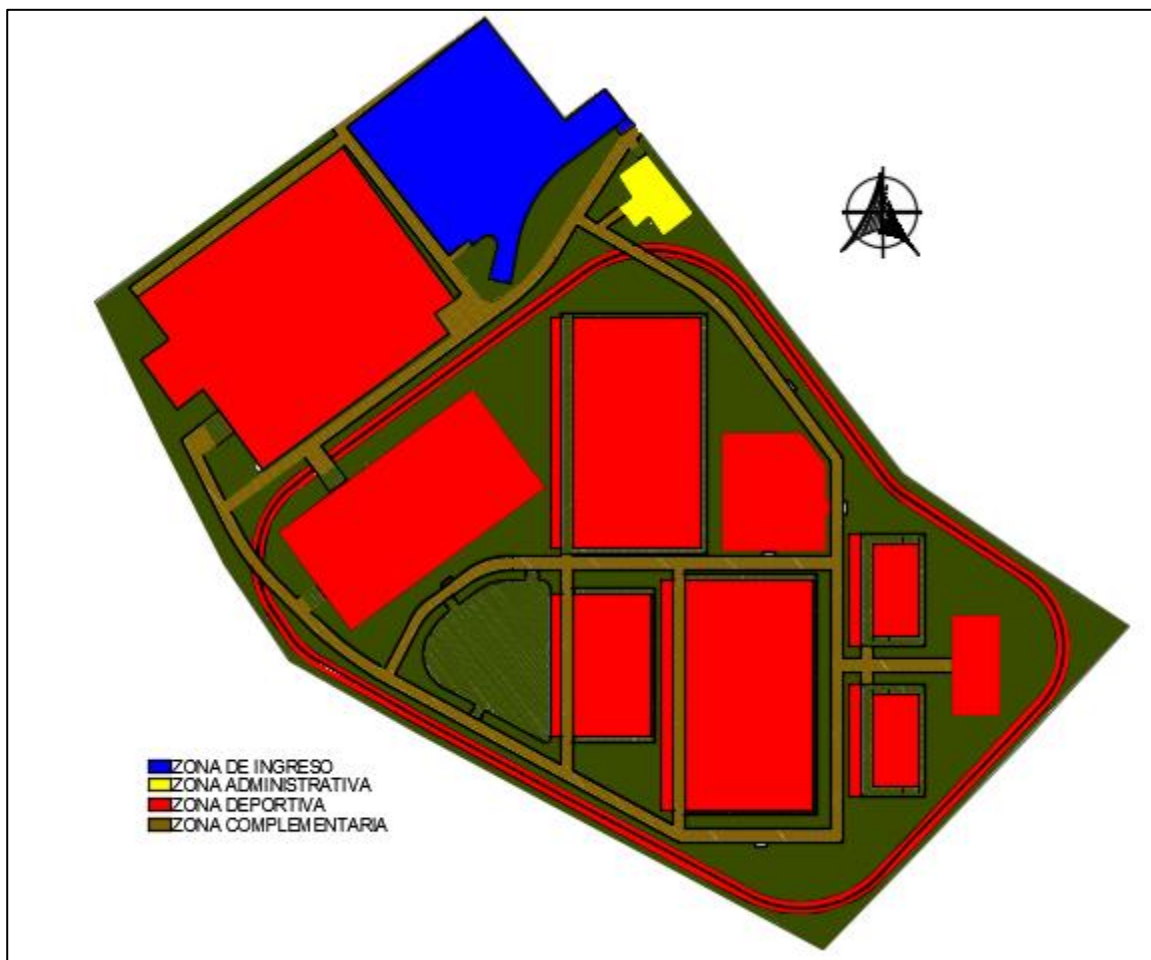 ZONA DE INGRESO
ZONA ADMINISTRATIVA
ZONA DEPORTIVA
ZONA COMPLEMENTARIA